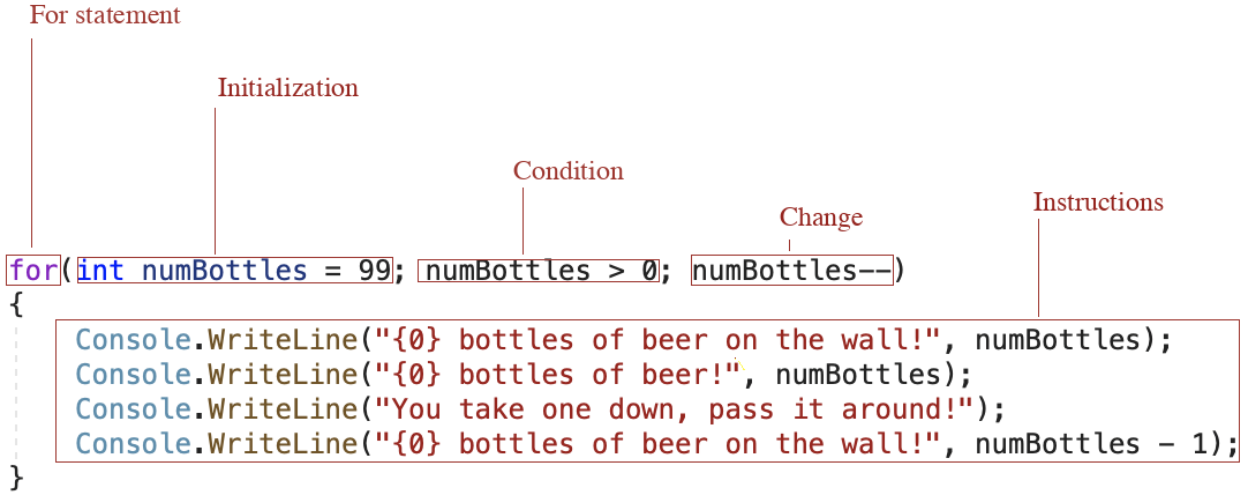 For statement
Initialization
Condition
Change
Instructions
for(int numBottles = 99; numBottles > 0; numBottles--)
{
Console.WriteLine("{0} bottles of beer on the wall!", numBottles);
Console.WriteLine("{0} bottles of beer!", numBottles);
Console.WriteLine("You take one down, pass it around!");
Console.WriteLine("{0} bottles of beer on the wall!", numBottles - 1);
}